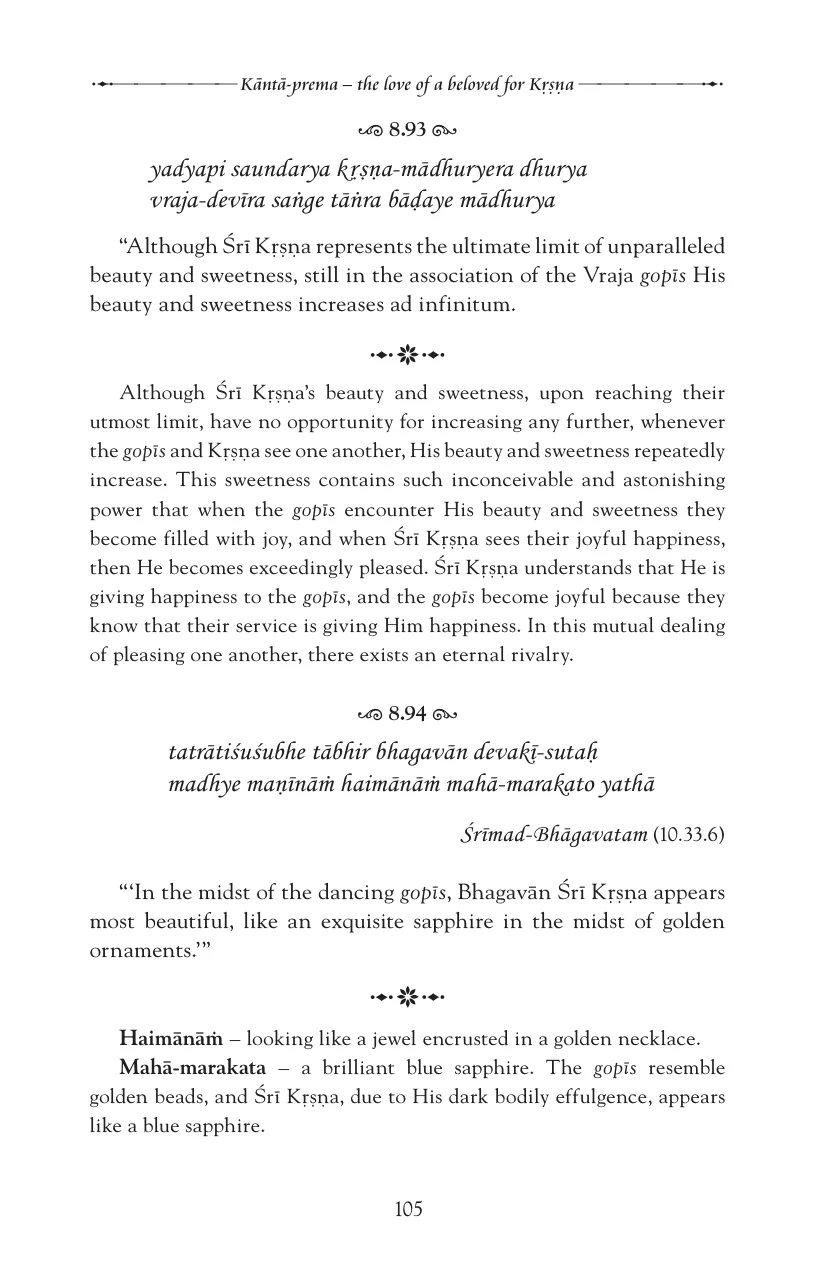 Kāntā-prema – the love of a beloved for Kṛṣṇa
8.93
yadyapi saundarya kṛṣṇa-mādhuryera dhurya
vraja-devīra saṅge tāṅra bāḍaye mādhurya
“Although Śrī Kṛṣṇa represents the ultimate limit of unparalleled
beauty and sweetness, still in the association of the Vraja gopīs His
beauty and sweetness increases ad infinitum.
Although Śrī Kṛṣṇa’s beauty and sweetness, upon reaching their
utmost limit, have no opportunity for increasing any further, whenever
the gopīs and Kṛṣṇa see one another, His beauty and sweetness repeatedly
increase. This sweetness contains such inconceivable and astonishing
power that when the gopīs encounter His beauty and sweetness they
become filled with joy, and when Śrī Kṛṣṇa sees their joyful happiness,
then He becomes exceedingly pleased. Śrī Kṛṣṇa understands that He is
giving happiness to the gopīs, and the gopīs become joyful because they
know that their service is giving Him happiness. In this mutual dealing
of pleasing one another, there exists an eternal rivalry.
8.94
tatrātiśuśubhe tābhir bhagavān devakī-sutaḥ
madhye maṇīnāṁ haimānāṁ mahā-marakato yathā
Śrīmad-Bhāgavatam (10.33.6)
“‘In the midst of the dancing gopīs, Bhagavān Śrī Kṛṣṇa appears
most beautiful, like an exquisite sapphire in the midst of golden
ornaments.’”
Haimānāṁ – looking like a jewel encrusted in a golden necklace.
Mahā-marakata – a brilliant blue sapphire. The gopīs resemble
golden beads, and Śrī Kṛṣṇa, due to His dark bodily effulgence, appears
like a blue sapphire.
105